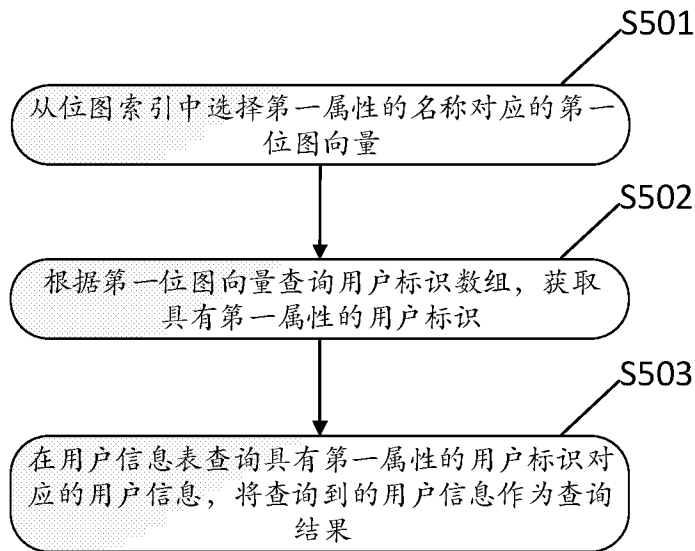 S501
从位图索引中选择第一属性的名称对应的第一
位图向量
S502
根据第一位图向量查询用户标识数组，获取
具有第一属性的用户标识
S503
在用户信息表查询具有第一属性的用户标识对
应的用户信息，将查询到的用户信息作为查询
结果